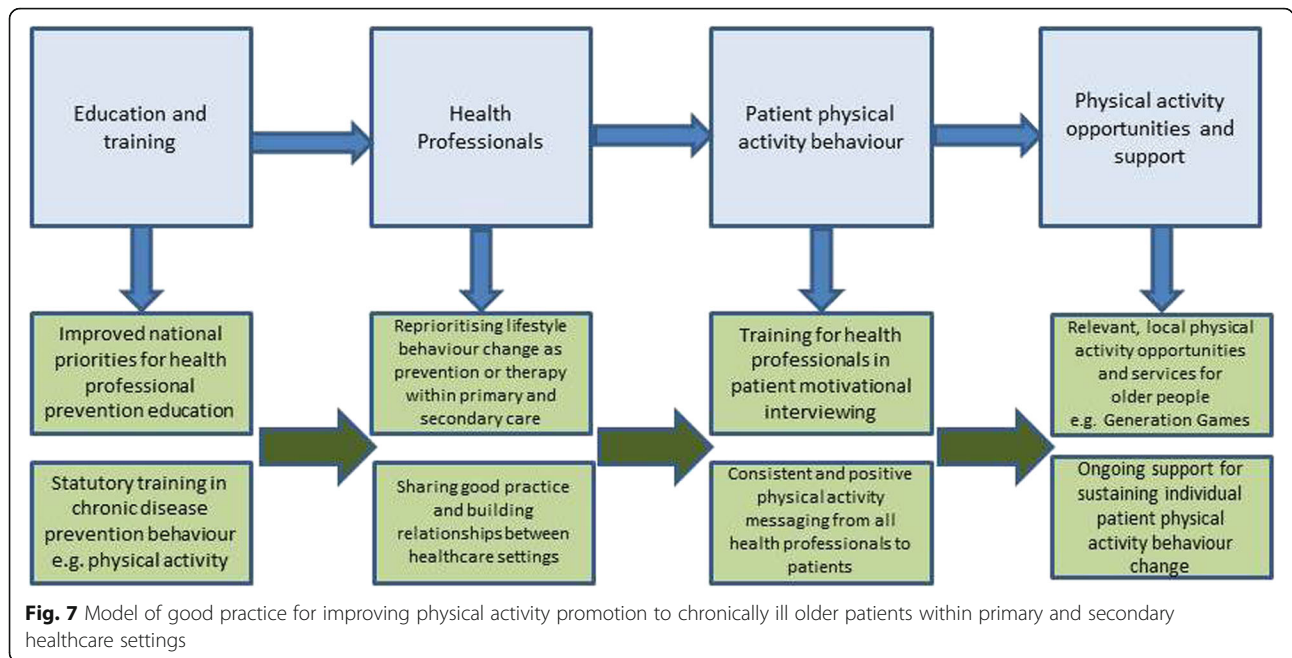 Education and
training
Health
Professionals
Patient physical
activity behaviour
Physical activity
opportunities and
support
Improved national
priorities for health
professional
prevention education
Reprioritising lifestyle
behaviour change as
prevention or therapy
within primary and
secondary care
Training for health
professionals in
patient motivational
interviewing
Relevant, local physical
activity opportunities
and services for
older people
e.g. Generation Games
Statutory training in
chronic disease
prevention behaviour
e.g. physical activity
Sharing good practice
and building
relationships between
healthcare settings
Consistent and positive
physical activity
messaging from all
health professionals to
patients
Ongoing support for
sustaining individual
patient physical
activity behaviour
change
Fig. 7 Model of good practice for improving physical activity promotion to chronically ill older patients within primary and secondary
healthcare settings